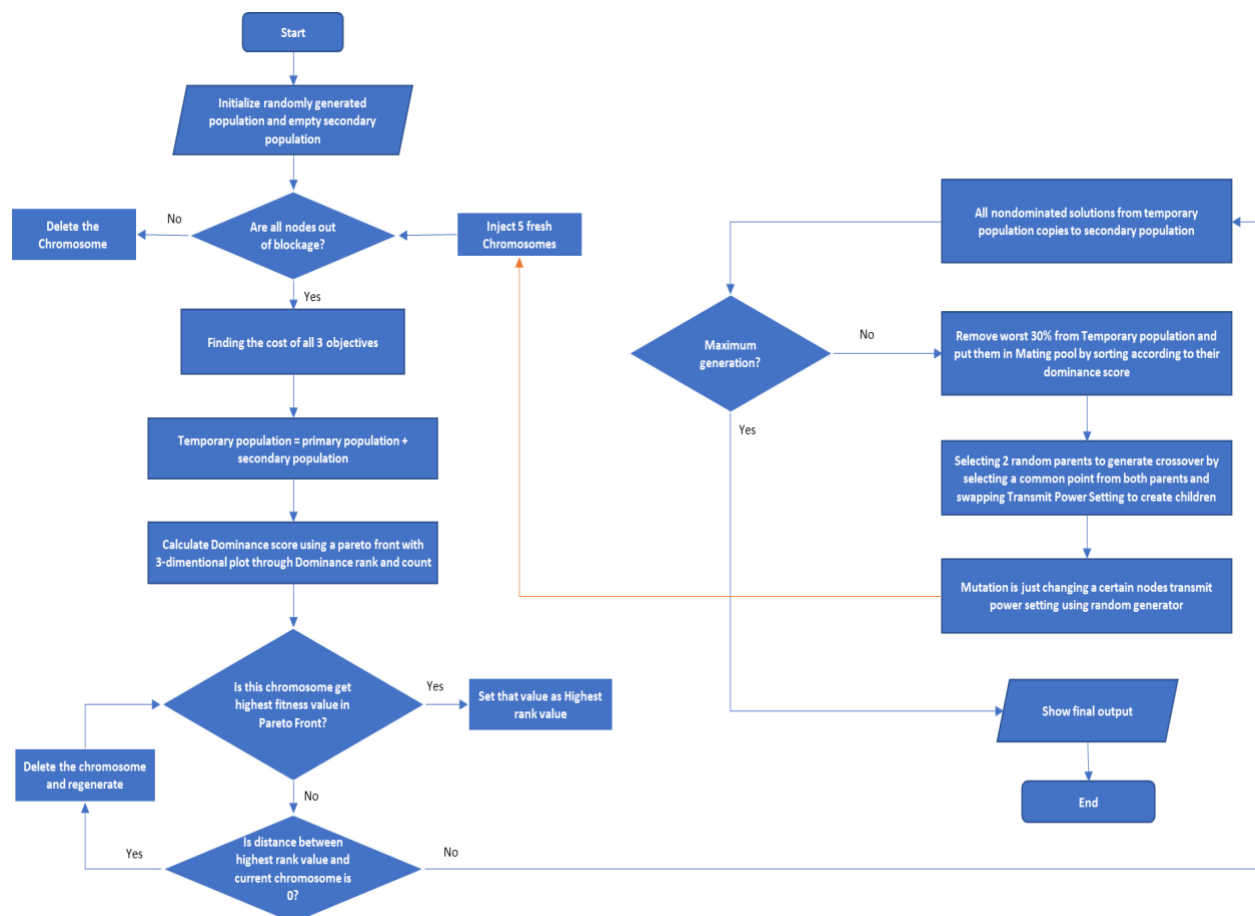 Start
Initialize randomly generated
population and empty secondary
population
Delete the
Chromosome
No
Are all nodes out
of blockage?
Inject 5 fresh
Chromosomes
Yes
Finding the cost of all 3 objectives
Temporary population = primary population +
secondary population
Calculate Dominance score using a pareto front with
3-dimentional plot through Dominance rank and count
Is this chromosome get
highest fitness value in
Pareto Front?
Yes
Set that value as Highest
rank value
Delete the chromosome
and regenerate
No
Yes
Is distance between
highest rank value and
current chromosome is
0?
No
All nondominated solutions from temporary
population copies to secondary population
Maximum
generation?
No
Remove worst 30% from Temporary population and
put them in Mating pool by sorting according to their
dominance score
Yes
Selecting 2 random parents to generate crossover by
selecting a common point from both parents and
swapping Transmit Power Setting to create children
Mutation is just changing a certain nodes transmit
power setting using random generator
Show final output
End